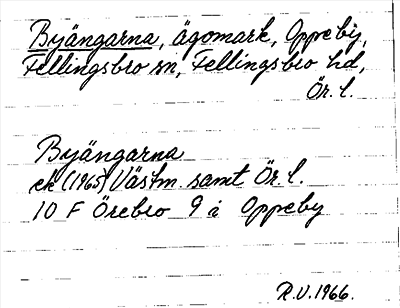 Byängarna, ägomark, Oppeby,
Fellingsbro sn, Fellingsbro hd,
Ör. l.
Byängarna
ek (1965) Västm. samt Ör. l.
10 F Örebro 9 i Oppeby
R.V. 1966.